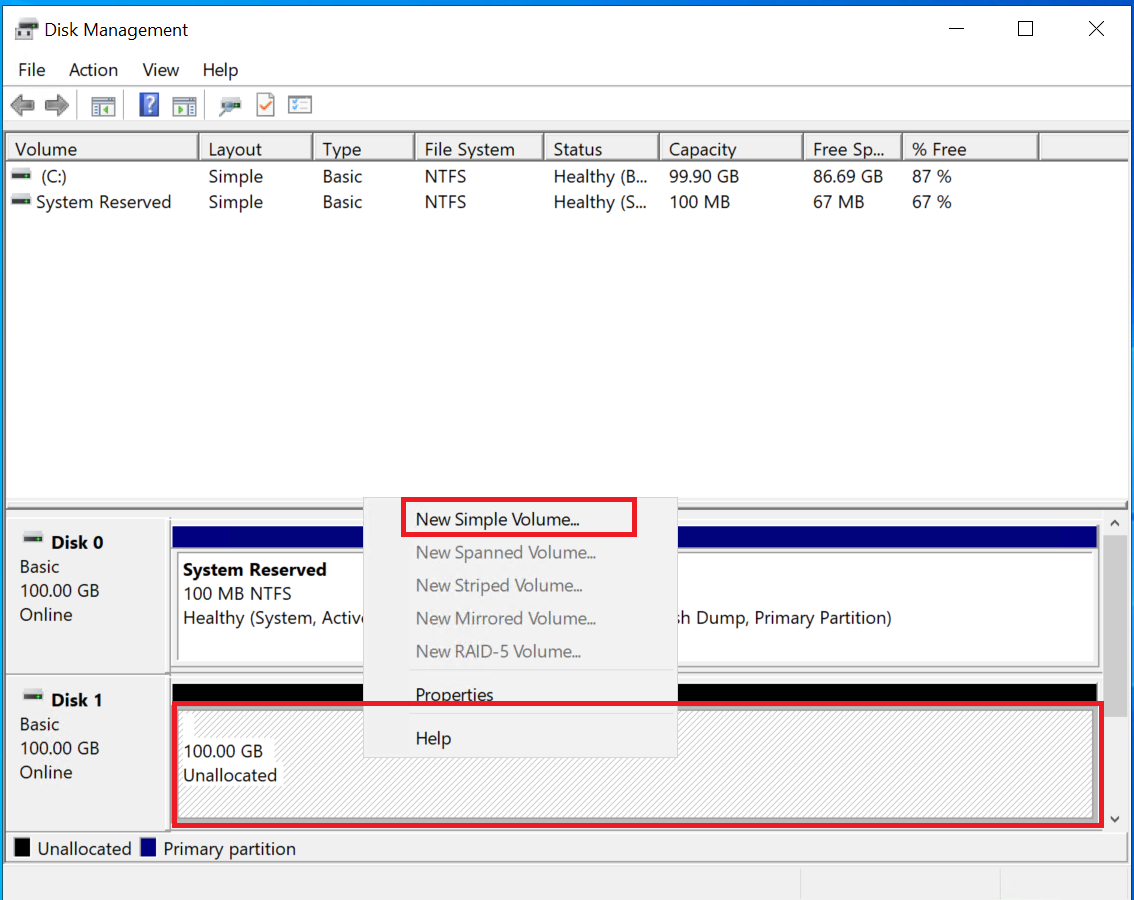 Disk Management
File Action View Help
Volume Layout Type File System Status Capacity Free Sp... % Free
(C:) Simple Basic NTFS Healthy (B... 99.90 GB 86.69 GB 87 %
System Reserved Simple Basic NTFS Healthy (S... 100 MB 67 MB 67 %
Disk 0
Basic
100.00 GB
Online
System Reserved
100 MB NTFS
Healthy (System, Active
sh Dump, Primary Partition)
New Simple Volume...
New Spanned Volume...
New Striped Volume...
New Mirrored Volume...
New RAID-5 Volume...
Properties
Help
Disk 1
Basic
100.00 GB
Online
100.00 GB
Unallocated
Unallocated Primary partition